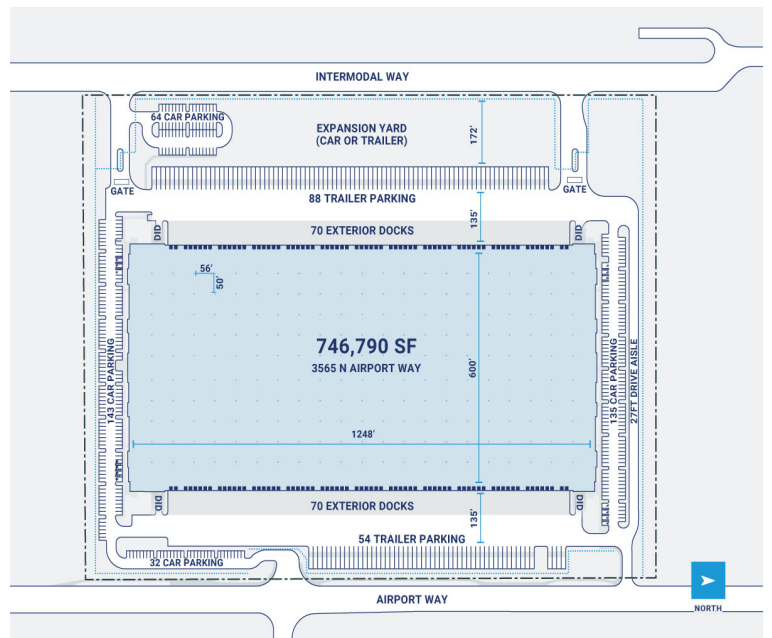 INTERMODAL WAY
64 CAR PARKING
EXPANSION YARD
(CAR OR TRAILER)
172'
GATE
GATE
88 TRAILER PARKING
135'
DID
70 EXTERIOR DOCKS
DID
56'
50'
746,790 SF
3565 N AIRPORT WAY
600'
143 CAR PARKING
135 CAR PARKING
27FT DRIVE AISLE
1248'
DID
70 EXTERIOR DOCKS
DID
135'
54 TRAILER PARKING
32 CAR PARKING
AIRPORT WAY
NORTH